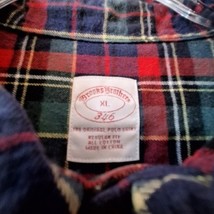 Brooks Brothers
XL
346
THE ORIGINAL POLO SHIRT
REGULAR FIT
ALL COTTON
MADE IN CHINA